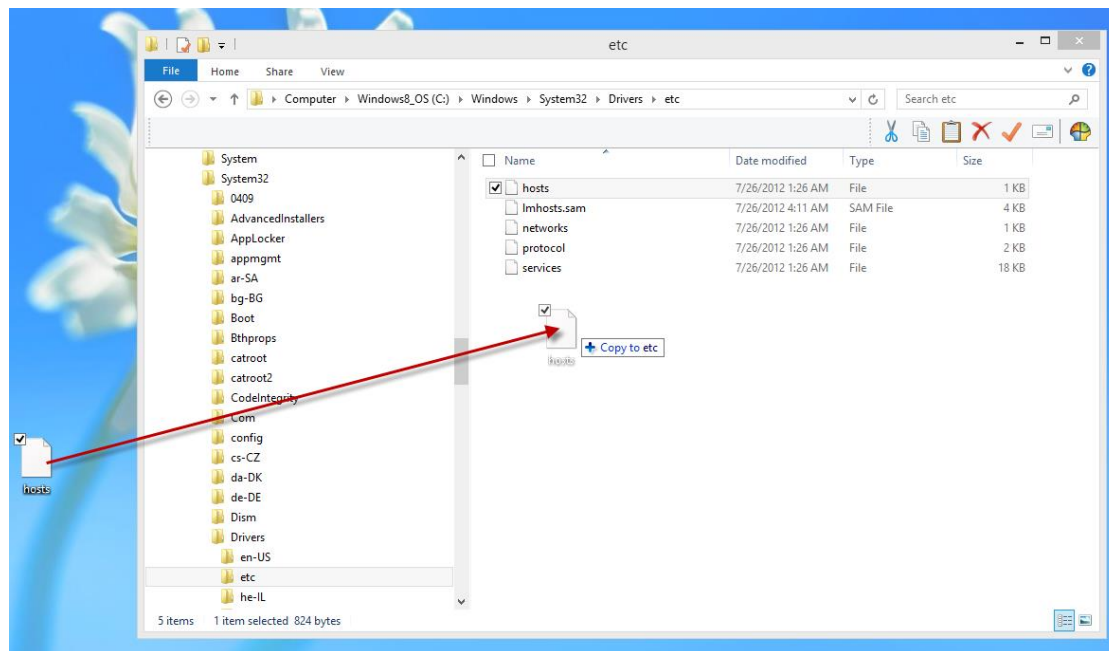 etc
File Home Share View
Computer Windows8_OS (C:) Windows System32 Drivers etc
Search etc
System
System32
0409
AdvancedInstallers
AppLocker
appmgmt
ar-SA
bg-BG
Boot
Bthprops
catroot
catroot2
CodeIntegrity
Com
config
cs-CZ
da-DK
de-DE
Dism
Drivers
en-US
etc
he-IL
Name Date modified Type Size
hosts 7/26/2012 1:26 AM File 1 KB
lmhosts.sam 7/26/2012 4:11 AM SAM File 4 KB
networks 7/26/2012 1:26 AM File 1 KB
protocol 7/26/2012 1:26 AM File 2 KB
services 7/26/2012 1:26 AM File 18 KB
Copy to etc
hosts
hosts
5 items 1 item selected 824 bytes